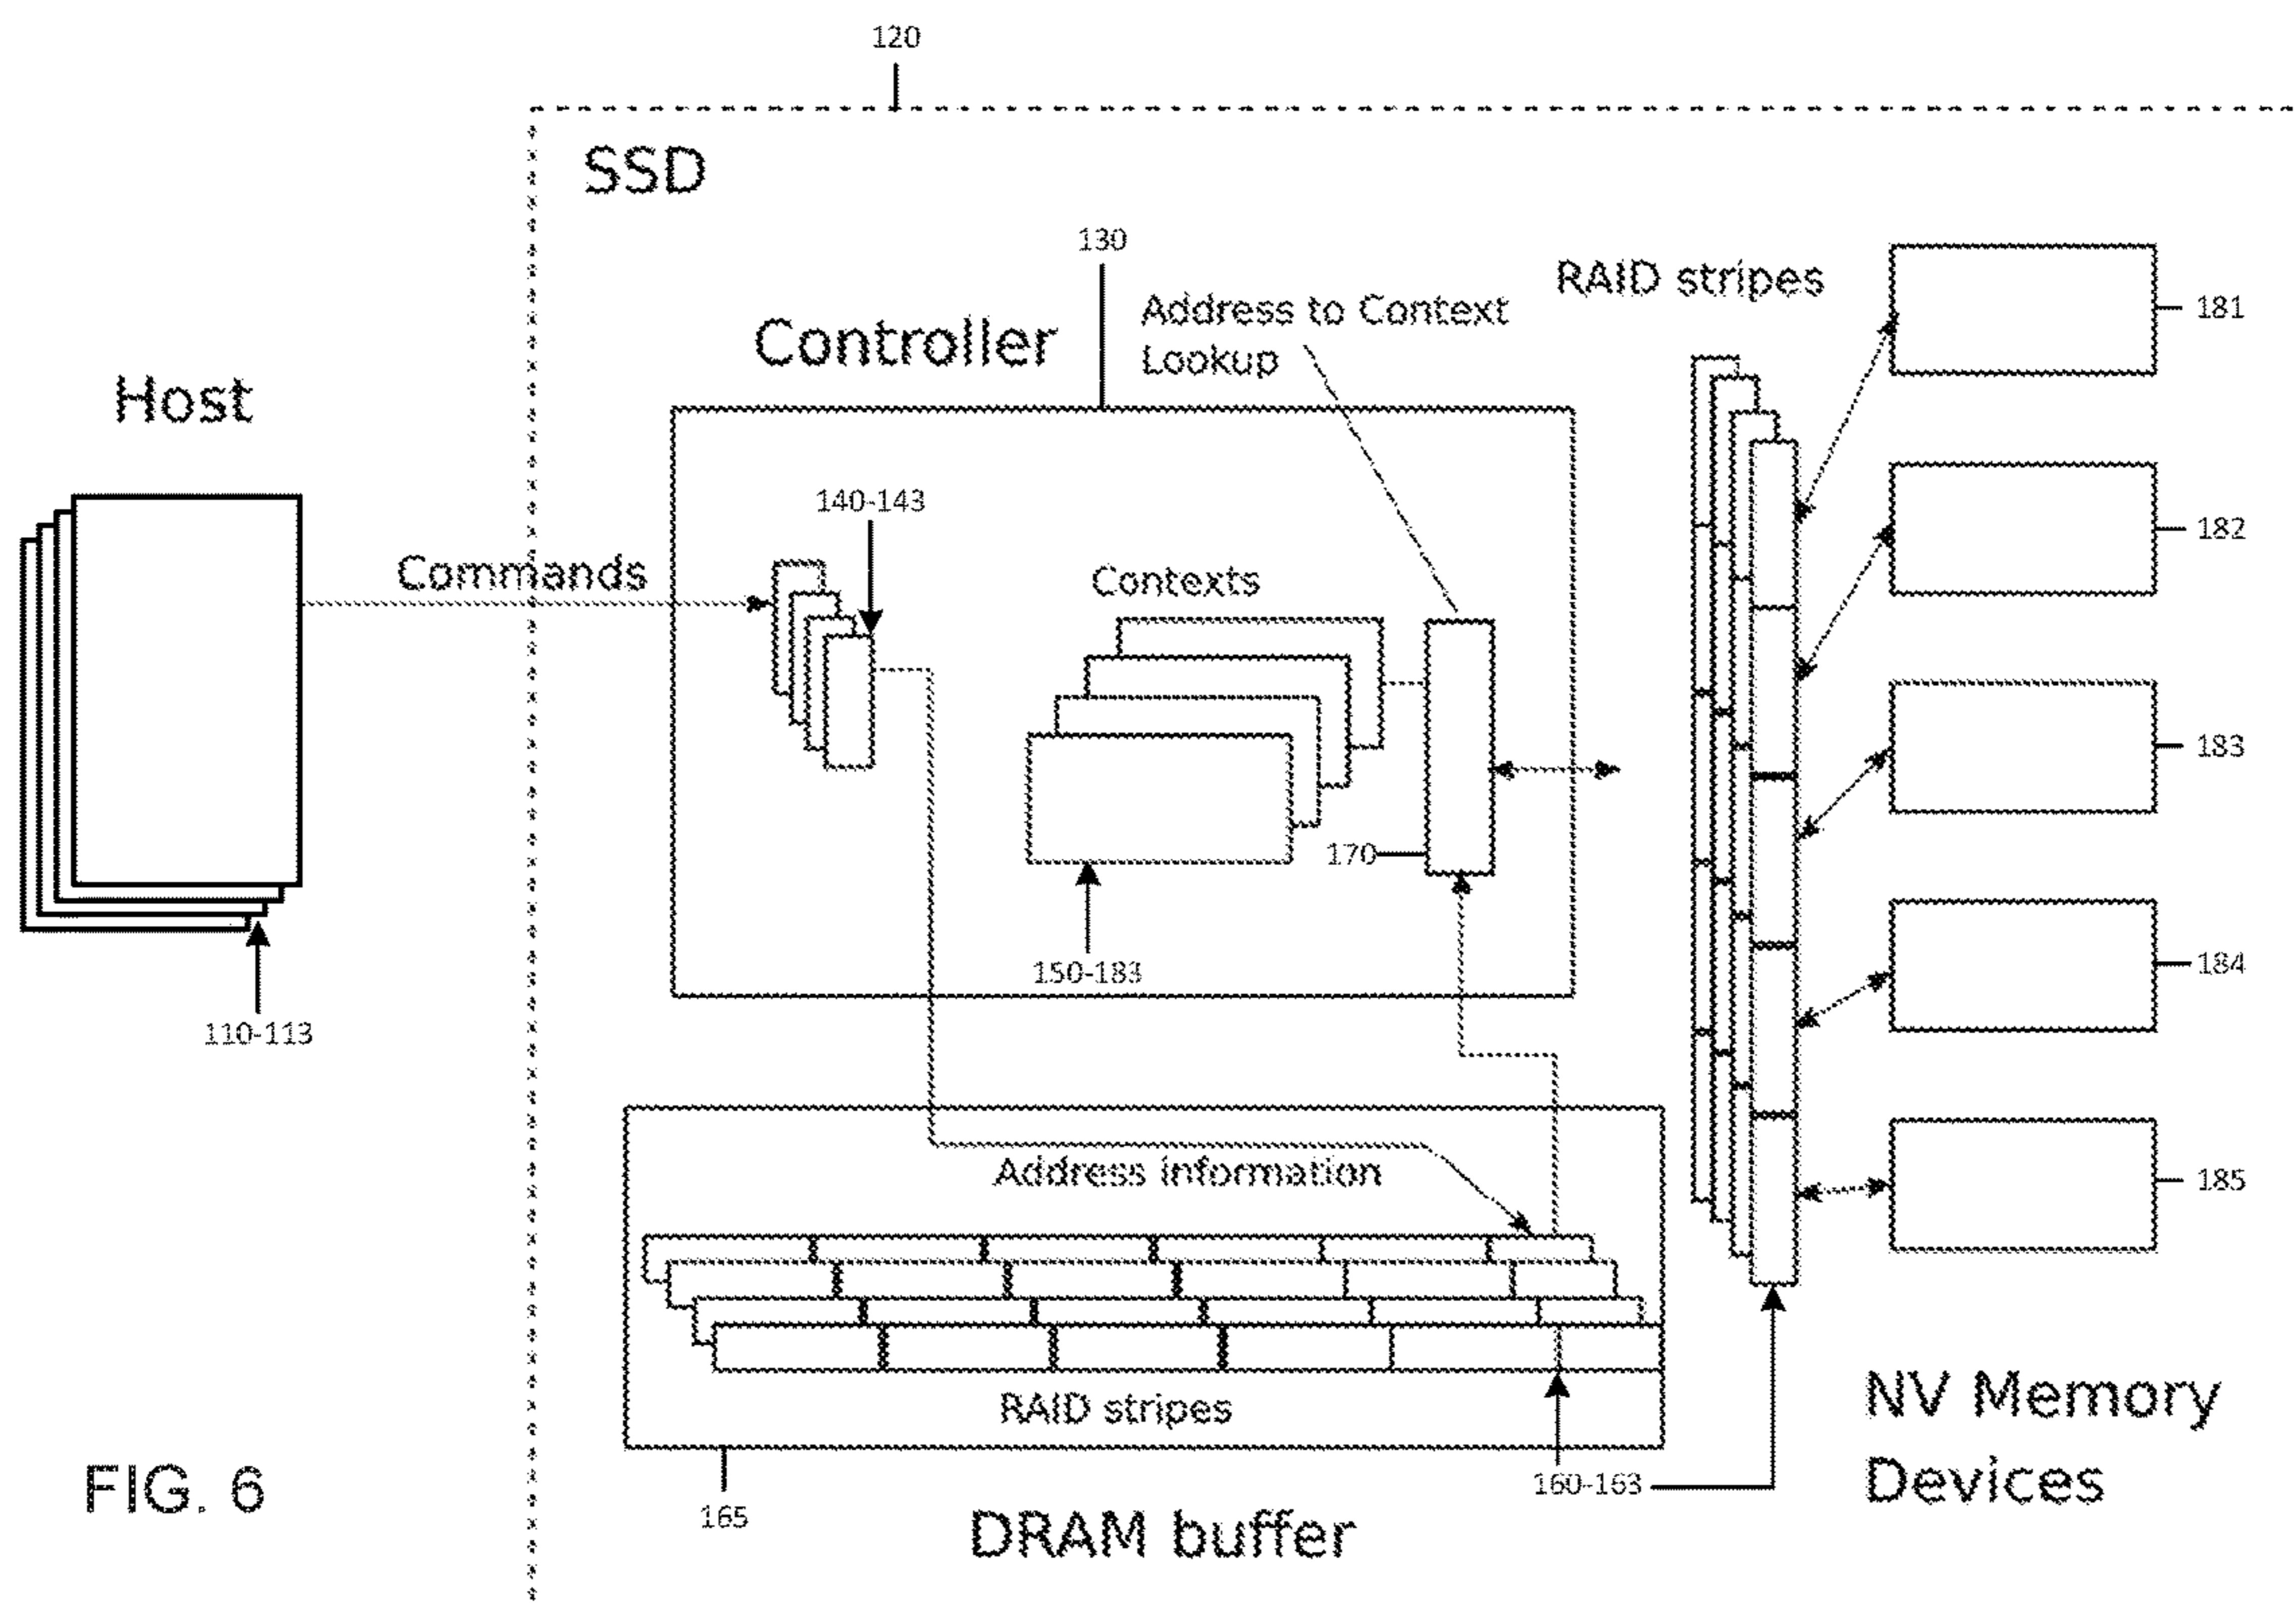 120
SSD
130
RAID stripes
Address to Context
Lookup
181
Controller
Host
140-143
182
Commands
Contexts
183
170
150-183
184
110-113
Address information
185
RAID stripes
NV Memory
Devices
160-163
FIG. 6
165
DRAM buffer